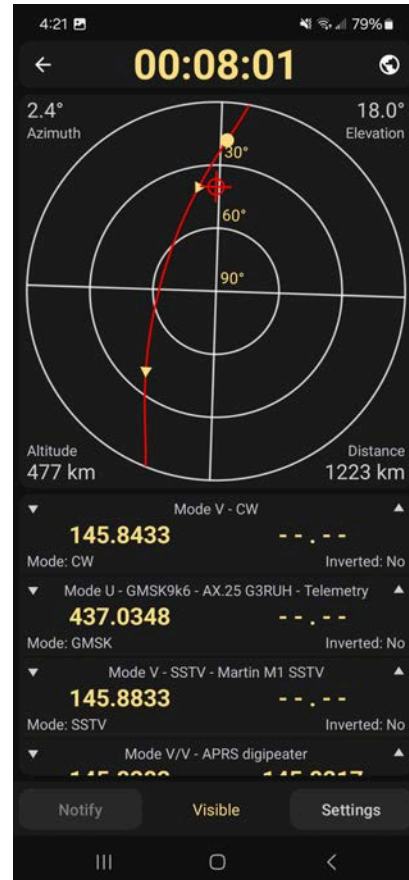 4:21 79%
00:08:01
2.4° 18.0°
Azimuth Elevation
30°
60°
90°
Altitude Distance
477 km 1223 km
▼ Mode V - CW ▲
145.8433 - - . - -
Mode: CW Inverted: No
▼ Mode U - GMSK9k6 - AX.25 G3RUH - Telemetry ▲
437.0348 - - . - -
Mode: GMSK Inverted: No
▼ Mode V - SSTV - Martin M1 SSTV ▲
145.8833 - - . - -
Mode: SSTV Inverted: No
▼ Mode V/V - APRS digipeater ▲
Notify Visible Settings